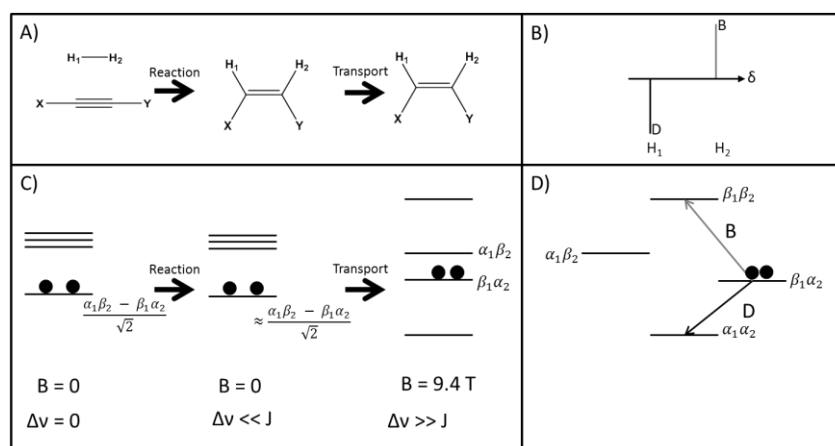 A)
H₁ H₂
X Y
Reaction
H₁ H₂
X Y
Transport
H₁ H₂
X Y
B)
B
δ
D
H₁ H₂
C)
α₁β₂ − β₁α₂
√2
Reaction
≈ α₁β₂ − β₁α₂
√2
Transport
α₁β₂
β₁α₂
B = 0 B = 0 B = 9.4 T
Δν = 0 Δν << J Δν >> J
D)
β₁β₂
B
α₁β₂
β₁α₂
D
α₁α₂